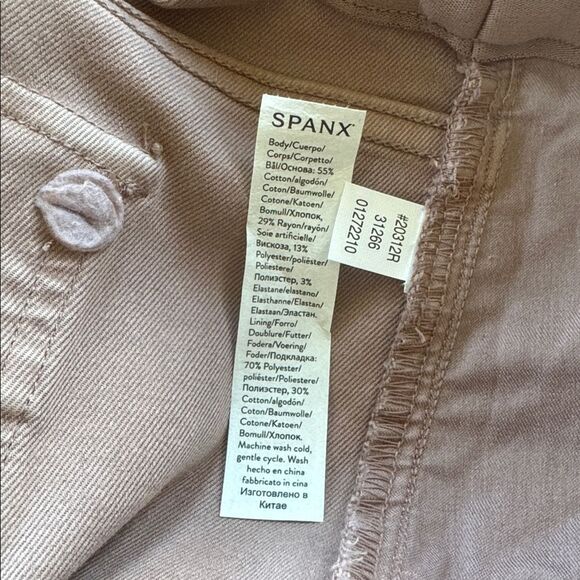 SPANX
Body/Cuerpo/
Corps/Corpetto/
Bål/Основа: 55%
Cotton/algodón/
Coton/Baumwolle/
Cotone/Katoen/
Bomull/Хлопок,
29% Rayon/rayón/
Soie artificielle/
Вискоза, 13%
Polyester/poliéster/
Poliestere/
Полиэстер, 3%
Elastane/elastano/
Elasthanne/Elastan/
Elastaan/Эластан.
Lining/Forro/
Doublure/Futter/
Fodera/Voering/
Foder/Подкладка:
70% Polyester/
poliéster/Poliestere/
Полиэстер, 30%
Cotton/algodón/
Coton/Baumwolle/
Cotone/Katoen/
Bomull/Хлопок.
Machine wash cold,
gentle cycle. Wash
hecho en china
fabbricato in cina
Изготовлено в
Китае
#20312R
31266
01272210